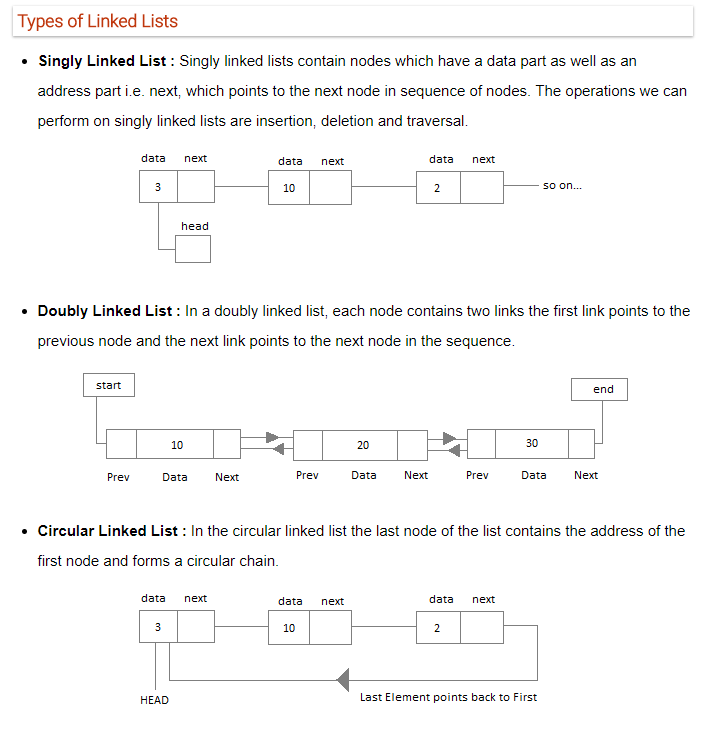 Types of Linked Lists
• Singly Linked List : Singly linked lists contain nodes which have a data part as well as an
address part i.e. next, which points to the next node in sequence of nodes. The operations we can
perform on singly linked lists are insertion, deletion and traversal.
data next data next data next
3 10 2 so on...
head
• Doubly Linked List : In a doubly linked list, each node contains two links the first link points to the
previous node and the next link points to the next node in the sequence.
start end
10 20 30
Prev Data Next Prev Data Next Prev Data Next
• Circular Linked List : In the circular linked list the last node of the list contains the address of the
first node and forms a circular chain.
data next data next data next
3 10 2
HEAD Last Element points back to First